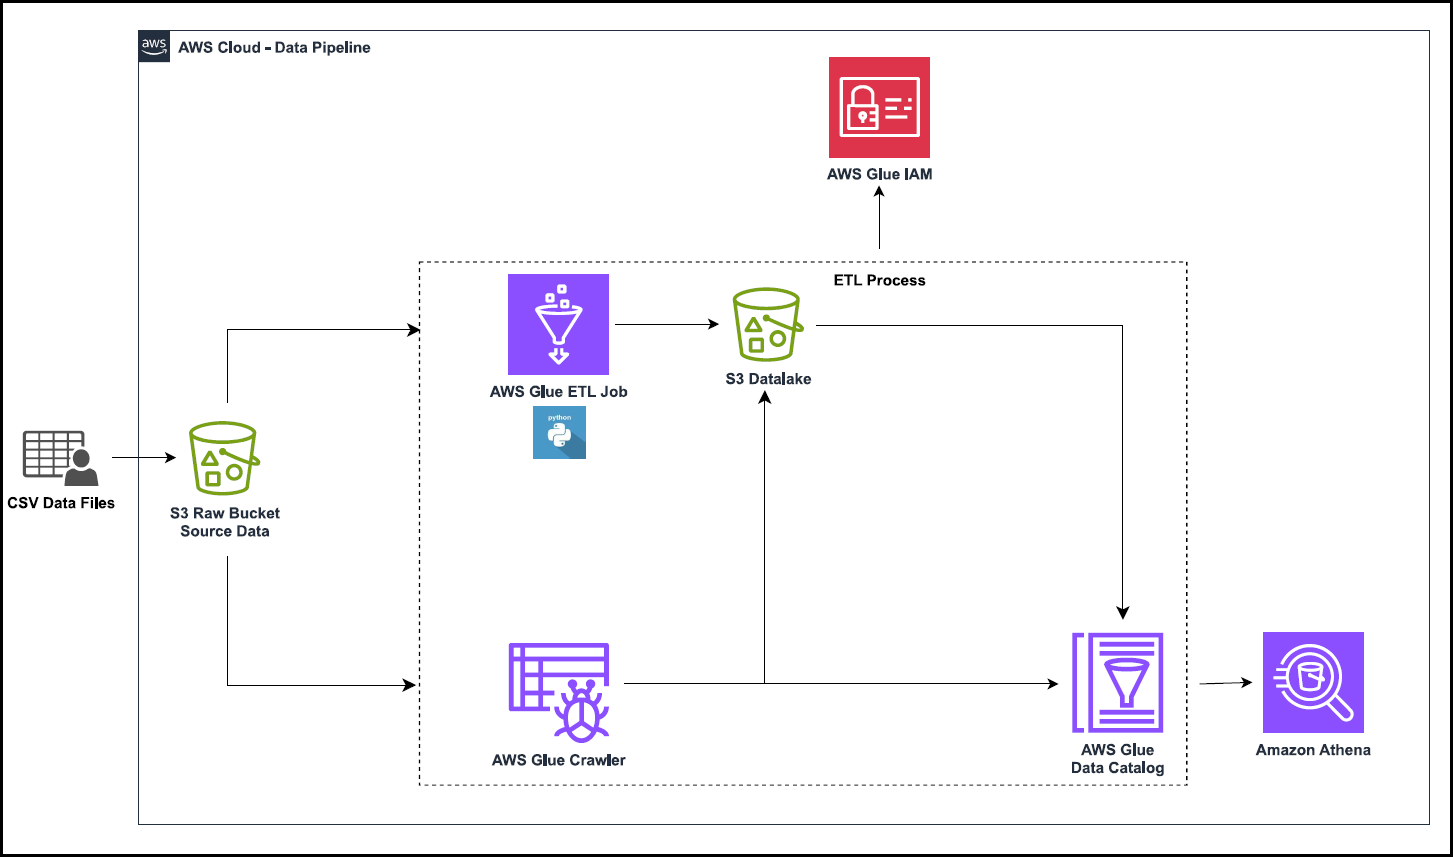 aws
AWS Cloud - Data Pipeline
AWS Glue IAM
ETL Process
AWS Glue ETL Job
python
S3 Datalake
CSV Data Files
S3 Raw Bucket
Source Data
AWS Glue Crawler
AWS Glue
Data Catalog
Amazon Athena